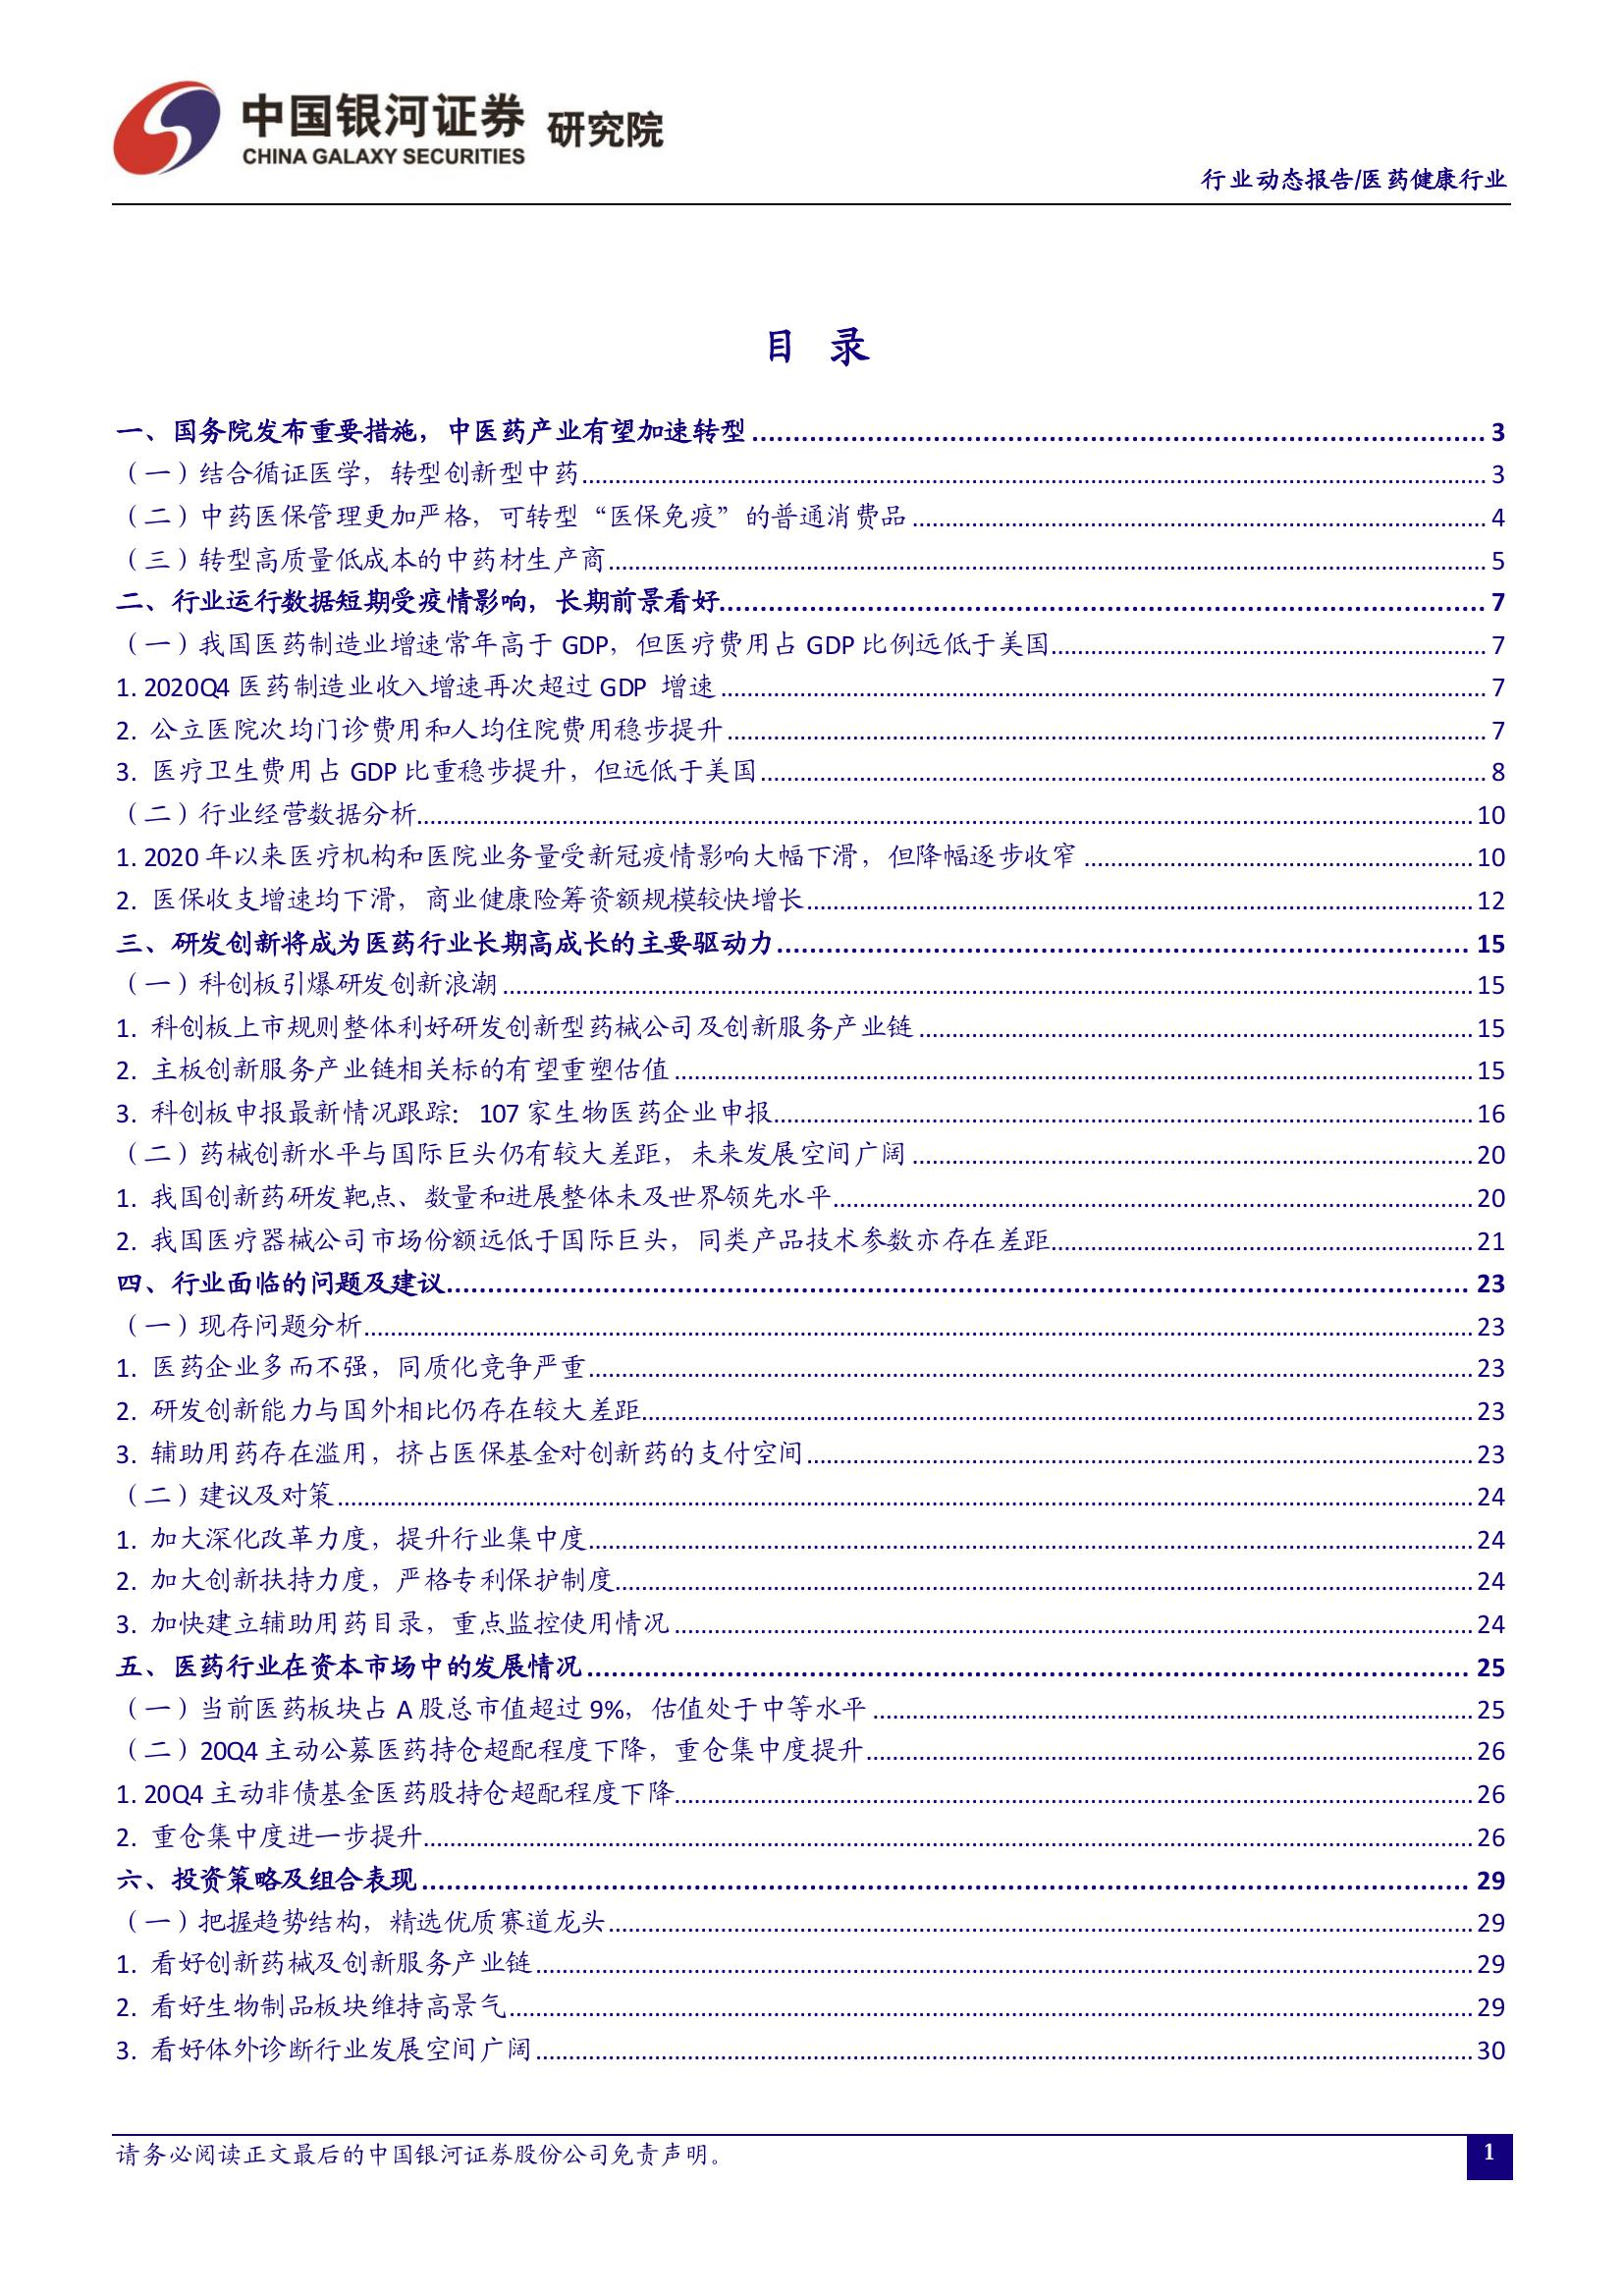 中国银河证券 研究院
CHINA GALAXY SECURITIES
行业动态报告/医药健康行业
目 录
一、国务院发布重要措施，中医药产业有望加速转型 3
（一）结合循证医学，转型创新型中药 3
（二）中药医保管理更加严格，可转型“医保免疫”的普通消费品 4
（三）转型高质量低成本的中药材生产商 5
二、行业运行数据短期受疫情影响，长期前景看好 7
（一）我国医药制造业增速常年高于 GDP，但医疗费用占 GDP 比例远低于美国 7
1. 2020Q4 医药制造业收入增速再次超过 GDP 增速 7
2. 公立医院次均门诊费用和人均住院费用稳步提升 7
3. 医疗卫生费用占 GDP 比重稳步提升，但远低于美国 8
（二）行业经营数据分析 10
1. 2020 年以来医疗机构和医院业务量受新冠疫情影响大幅下滑，但降幅逐步收窄 10
2. 医保收支增速均下滑，商业健康险筹资额规模较快增长 12
三、研发创新将成为医药行业长期高成长的主要驱动力 15
（一）科创板引爆研发创新浪潮 15
1. 科创板上市规则整体利好研发创新型药械公司及创新服务产业链 15
2. 主板创新服务产业链相关标的有望重塑估值 15
3. 科创板申报最新情况跟踪：107 家生物医药企业申报 16
（二）药械创新水平与国际巨头仍有较大差距，未来发展空间广阔 20
1. 我国创新药研发靶点、数量和进展整体未及世界领先水平 20
2. 我国医疗器械公司市场份额远低于国际巨头，同类产品技术参数亦存在差距 21
四、行业面临的问题及建议 23
（一）现存问题分析 23
1. 医药企业多而不强，同质化竞争严重 23
2. 研发创新能力与国外相比仍存在较大差距 23
3. 辅助用药存在滥用，挤占医保基金对创新药的支付空间 23
（二）建议及对策 24
1. 加大深化改革力度，提升行业集中度 24
2. 加大创新扶持力度，严格专利保护制度 24
3. 加快建立辅助用药目录，重点监控使用情况 24
五、医药行业在资本市场中的发展情况 25
（一）当前医药板块占 A 股总市值超过 9%，估值处于中等水平 25
（二）20Q4 主动公募医药持仓超配程度下降，重仓集中度提升 26
1. 20Q4 主动非债基金医药股持仓超配程度下降 26
2. 重仓集中度进一步提升 26
六、投资策略及组合表现 29
（一）把握趋势结构，精选优质赛道龙头 29
1. 看好创新药械及创新服务产业链 29
2. 看好生物制品板块维持高景气 29
3. 看好体外诊断行业发展空间广阔 30
请务必阅读正文最后的中国银河证券股份公司免责声明。
1